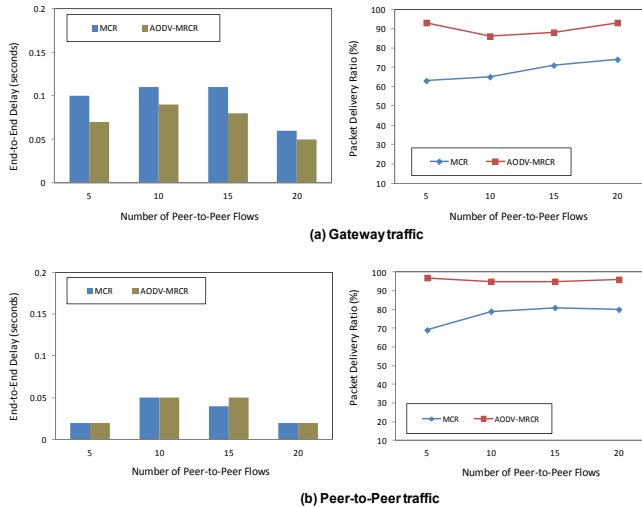 End-to-End Delay (seconds)
0.2
0.15
0.1
0.05
0
MCR
AODV-MRCR
5
10
15
20
Number of Peer-to-Peer Flows
Packet Delivery Ratio (%)
100
90
80
70
60
50
40
30
20
10
MCR
AODV-MRCR
5
10
15
20
Number of Peer-to-Peer Flows
(a) Gateway traffic
End-to-End Delay (seconds)
0.2
0.15
0.1
0.05
0
MCR
AODV-MRCR
5
10
15
20
Number of Peer-to-Peer Flows
Packet Delivery Ratio (%)
100
90
80
70
60
50
40
30
20
10
MCR
AODV-MRCR
5
10
15
20
Number of Peer-to-Peer Flows
(b) Peer-to-Peer traffic